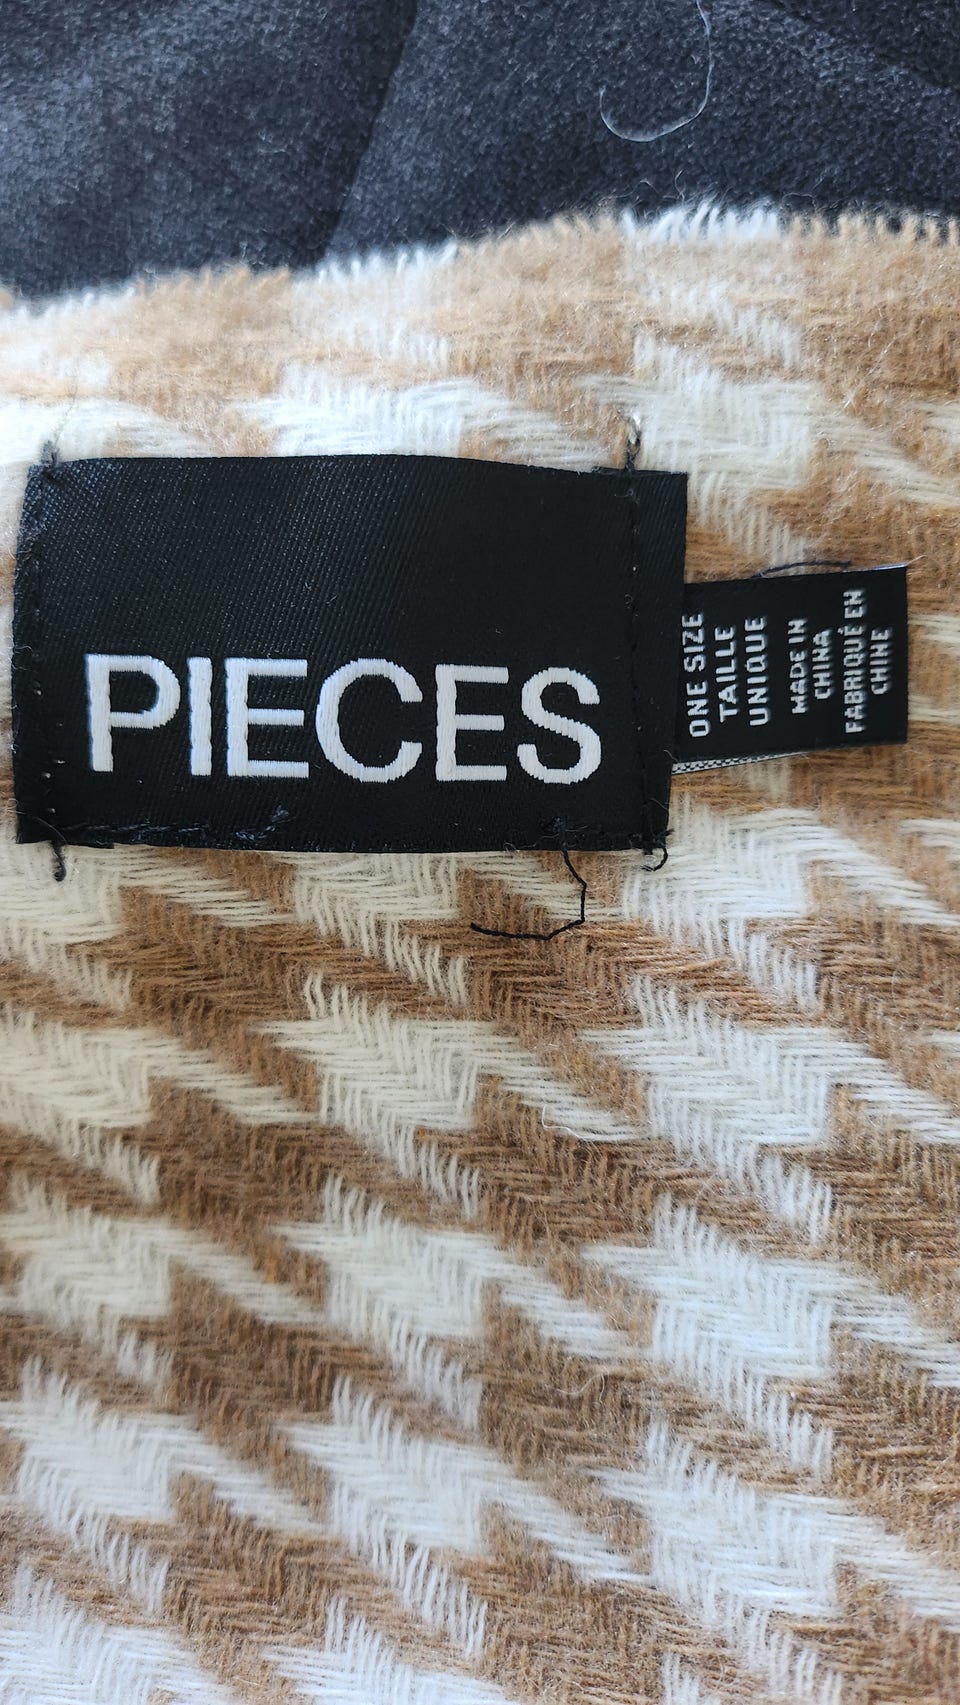 PIECES
ONE SIZE
TAILLE
UNIQUE
MADE IN
CHINA
FABRIQUÉ EN
CHINE